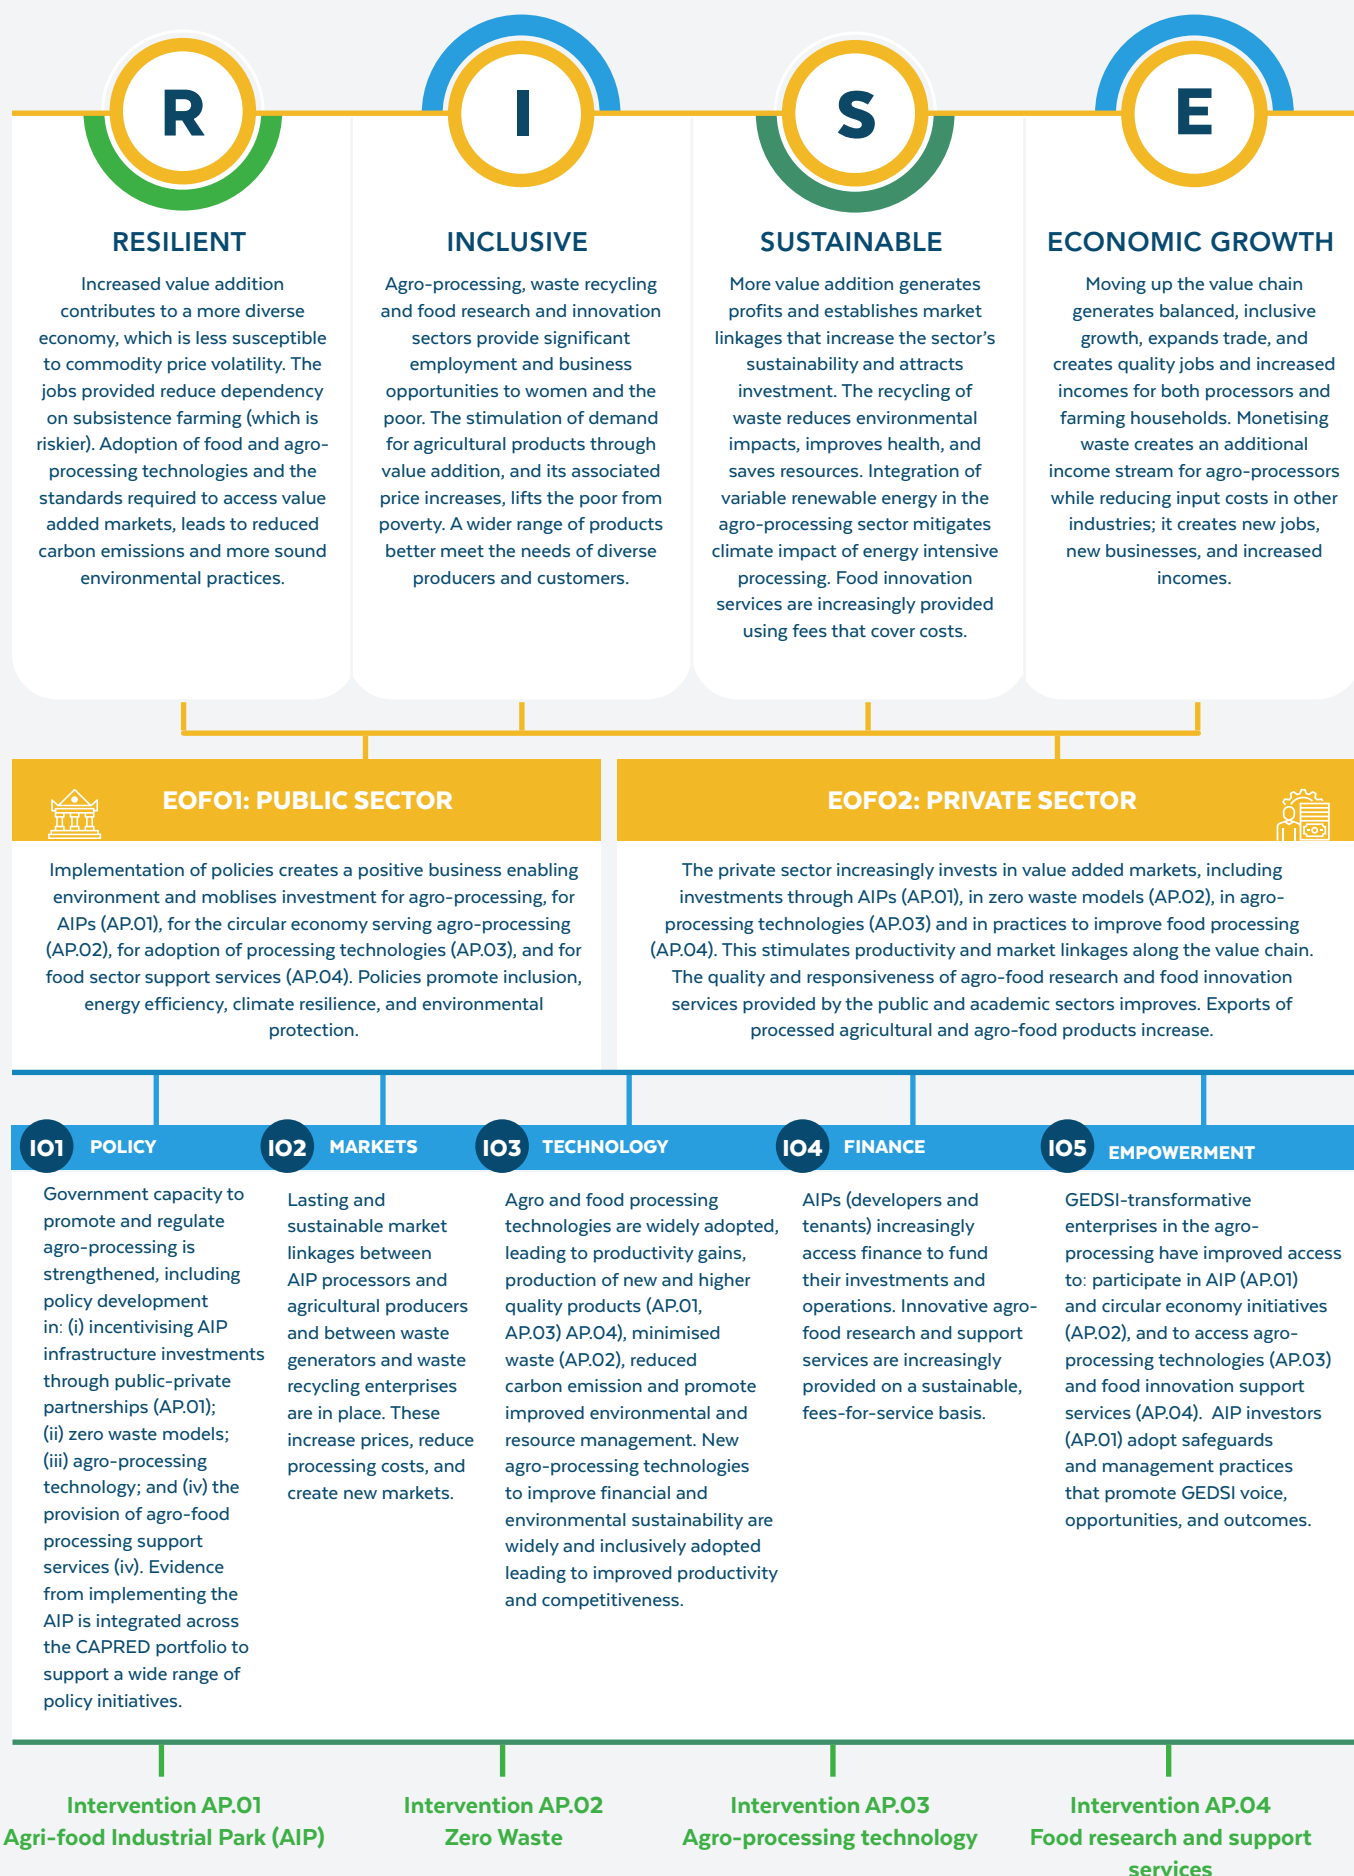 R
I
S
E
RESILIENT
Increased value addition
contributes to a more diverse
economy, which is less susceptible
to commodity price volatility. The
jobs provided reduce dependency
on subsistence farming (which is
riskier). Adoption of food and agro-
processing technologies and the
standards required to access value
added markets, leads to reduced
carbon emissions and more sound
environmental practices.
INCLUSIVE
Agro-processing, waste recycling
and food research and innovation
sectors provide significant
employment and business
opportunities to women and the
poor. The stimulation of demand
for agricultural products through
value addition, and its associated
price increases, lifts the poor from
poverty. A wider range of products
better meet the needs of diverse
producers and customers.
SUSTAINABLE
More value addition generates
profits and establishes market
linkages that increase the sector's
sustainability and attracts
investment. The recycling of
waste reduces environmental
impacts, improves health, and
saves resources. Integration of
variable renewable energy in the
agro-processing sector mitigates
climate impact of energy intensive
processing. Food innovation
services are increasingly provided
using fees that cover costs.
ECONOMIC GROWTH
Moving up the value chain
generates balanced, inclusive
growth, expands trade, and
creates quality jobs and increased
incomes for both processors and
farming households. Monetising
waste creates an additional
income stream for agro-processors
while reducing input costs in other
industries; it creates new jobs,
new businesses, and increased
incomes.
EOFO1: PUBLIC SECTOR
Implementation of policies creates a positive business enabling
environment and moblises investment for agro-processing, for
AIPs (AP.01), for the circular economy serving agro-processing
(AP.02), for adoption of processing technologies (AP.03), and for
food sector support services (AP.04). Policies promote inclusion,
energy efficiency, climate resilience, and environmental
protection.
EOFO2: PRIVATE SECTOR
The private sector increasingly invests in value added markets, including
investments through AIPs (AP.01), in zero waste models (AP.02), in agro-
processing technologies (AP.03) and in practices to improve food processing
(AP.04). This stimulates productivity and market linkages along the value chain.
The quality and responsiveness of agro-food research and food innovation
services provided by the public and academic sectors improves. Exports of
processed agricultural and agro-food products increase.
IO1 POLICY
Government capacity to
promote and regulate
agro-processing is
strengthened, including
policy development
in: (i) incentivising AIP
infrastructure investments
through public-private
partnerships (AP.01);
(ii) zero waste models;
(iii) agro-processing
technology; and (iv) the
provision of agro-food
processing support
services (iv). Evidence
from implementing the
AIP is integrated across
the CAPRED portfolio to
support a wide range of
policy initiatives.
IO2 MARKETS
Lasting and
sustainable market
linkages between
AIP processors and
agricultural producers
and between waste
generators and waste
recycling enterprises
are in place. These
increase prices, reduce
processing costs, and
create new markets.
IO3 TECHNOLOGY
Agro and food processing
technologies are widely adopted,
leading to productivity gains,
production of new and higher
quality products (AP.01,
AP.03) AP.04), minimised
waste (AP.02), reduced
carbon emission and promote
improved environmental and
resource management. New
agro-processing technologies
to improve financial and
environmental sustainability are
widely and inclusively adopted
leading to improved productivity
and competitiveness.
IO4 FINANCE
AIPs (developers and
tenants) increasingly
access finance to fund
their investments and
operations. Innovative agro-
food research and support
services are increasingly
provided on a sustainable,
fees-for-service basis.
IO5 EMPOWERMENT
GEDSI-transformative
enterprises in the agro-
processing have improved access
to: participate in AIP (AP.01)
and circular economy initiatives
(AP.02), and to access agro-
processing technologies (AP.03)
and food innovation support
services (AP.04).  AIP investors
(AP.01) adopt safeguards
and management practices
that promote GEDSI voice,
opportunities, and outcomes.
Intervention AP.01
Agri-food Industrial Park (AIP)
Intervention AP.02
Zero Waste
Intervention AP.03
Agro-processing technology
Intervention AP.04
Food research and support
services